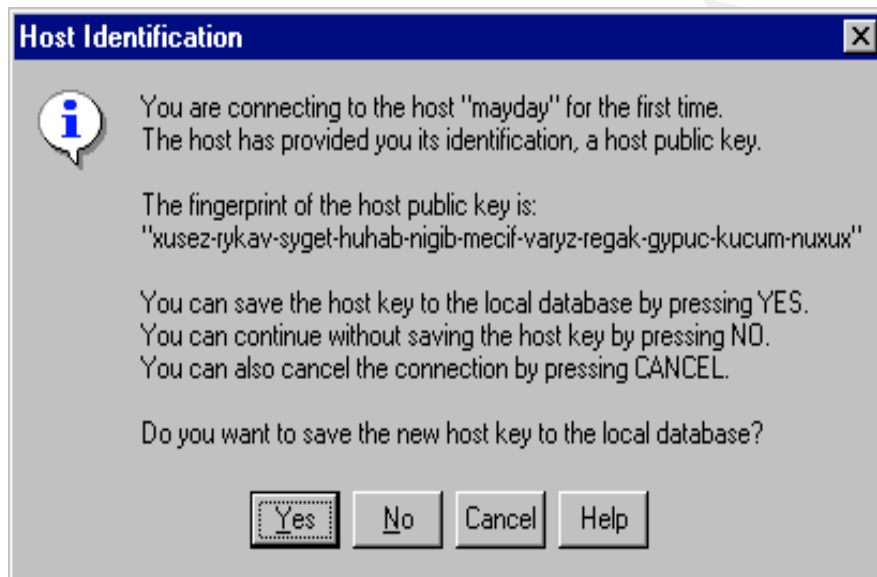 Host Identification
You are connecting to the host "mayday" for the first time.
The host has provided you its identification, a host public key.
The fingerprint of the host public key is:
"xusez-rykav-syget-huhab-nigib-mecif-varyz-regak-gypuc-kucum-nuxux"
You can save the host key to the local database by pressing YES.
You can continue without saving the host key by pressing NO.
You can also cancel the connection by pressing CANCEL.
Do you want to save the new host key to the local database?
Yes No Cancel Help